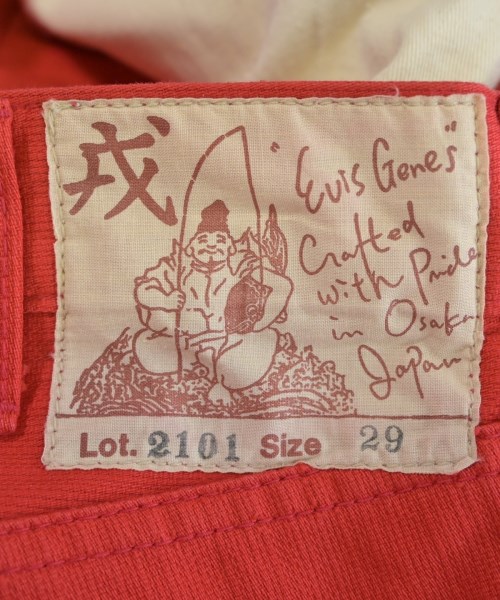 戎
"Evis Genes"
Crafted
with Pride
in Osaka
Japan
Lot. 2101 Size 29